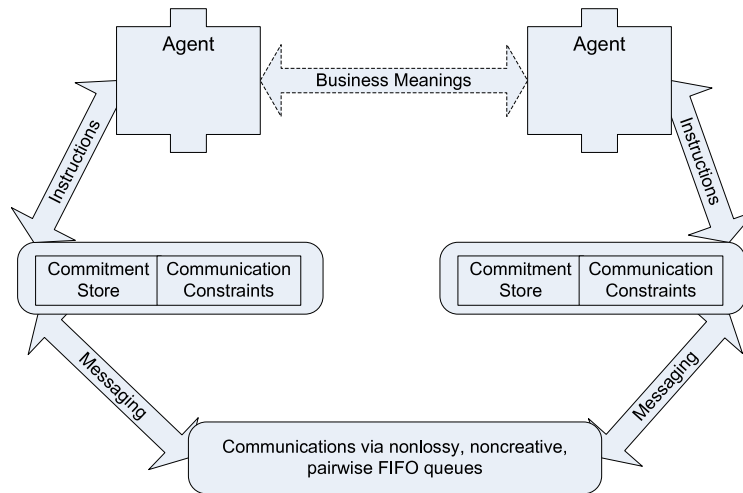 Agent
Agent
Business Meanings
Instructions
Instructions
Commitment
Store
Communication
Constraints
Commitment
Store
Communication
Constraints
Messaging
Messaging
Communications via nonlossy, noncreative,
pairwise FIFO queues